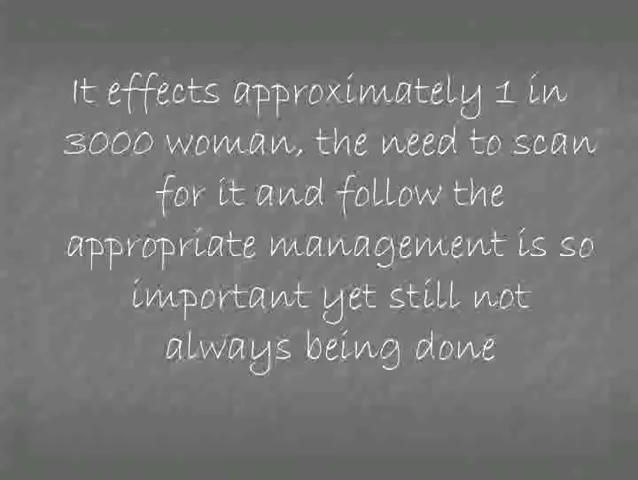 It effects approximately 1 in
3000 woman, the need to scan
for it and follow the
appropriate management is so
important yet still not
always being done